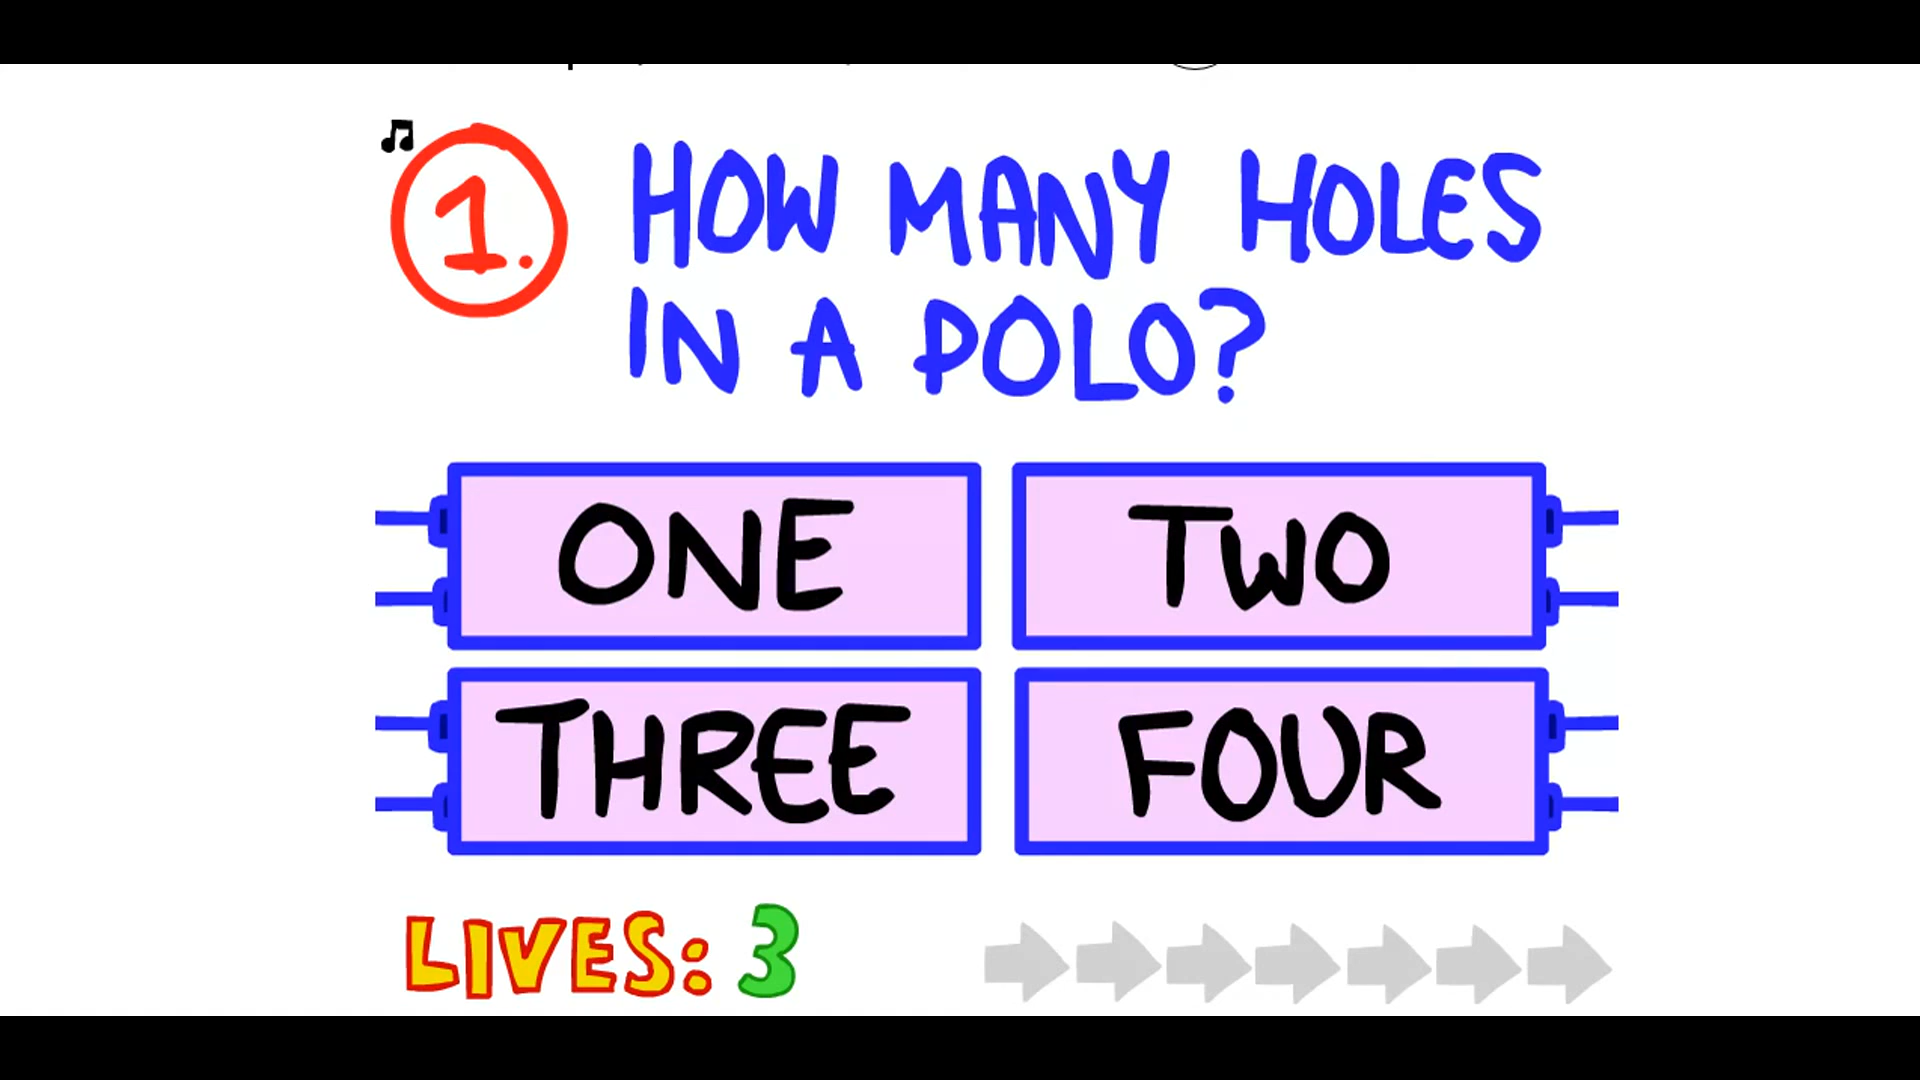 1. HOW MANY HOLES
IN A POLO?
ONE
TWO
THREE
FOUR
LIVES: 3